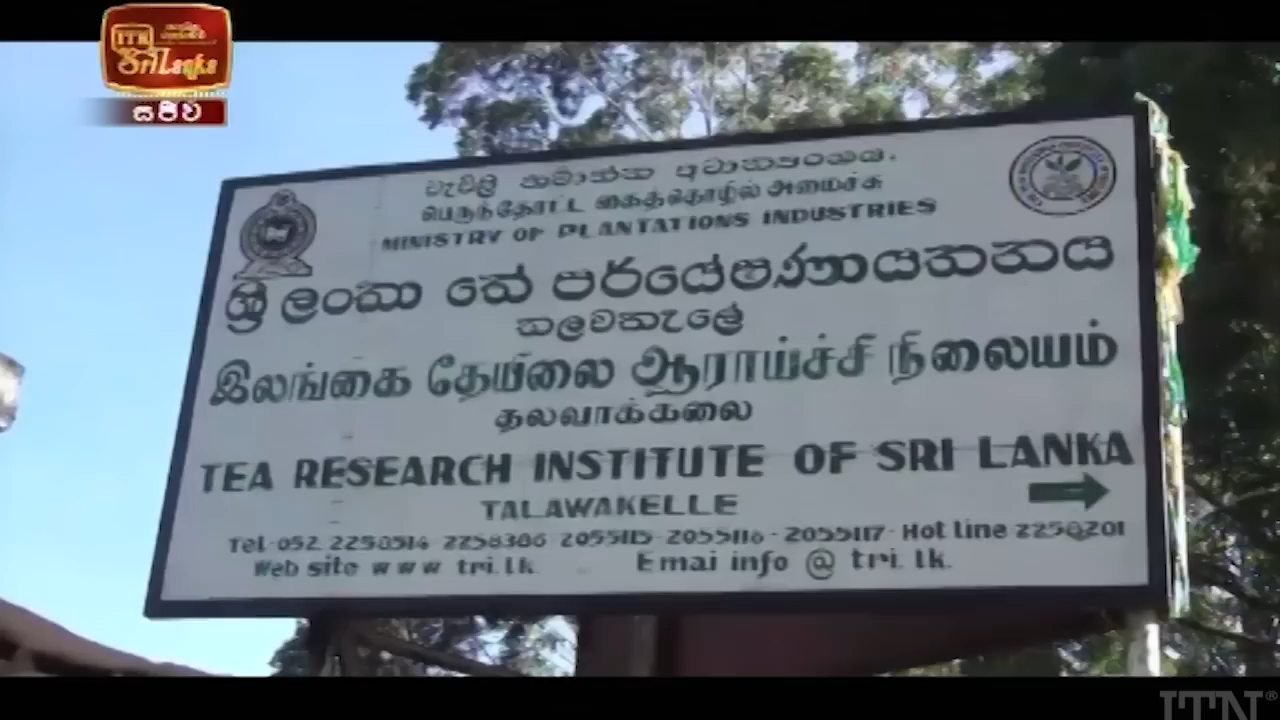 ITN
Sri Lanka
සජීව
වැවිලි කර්මාන්ත අමාත්‍යාංශය.
பெருந்தோட்ட கைத்தொழில் அமைச்சு
MINISTRY OF PLANTATIONS INDUSTRIES
ශ්‍රී ලංකා තේ පර්යේෂණායතනය
තලවකැලේ
இலங்கை தேயிலை ஆராய்ச்சி நிலையம்
தலவாக்கலை
TEA RESEARCH INSTITUTE OF SRI LANKA
TALAWAKELLE
Tel-052 2258386 2055115-2055116-2055117-Hot line 2258201
Web site www tri.lk. Emai info @ tri.lk.
ITN